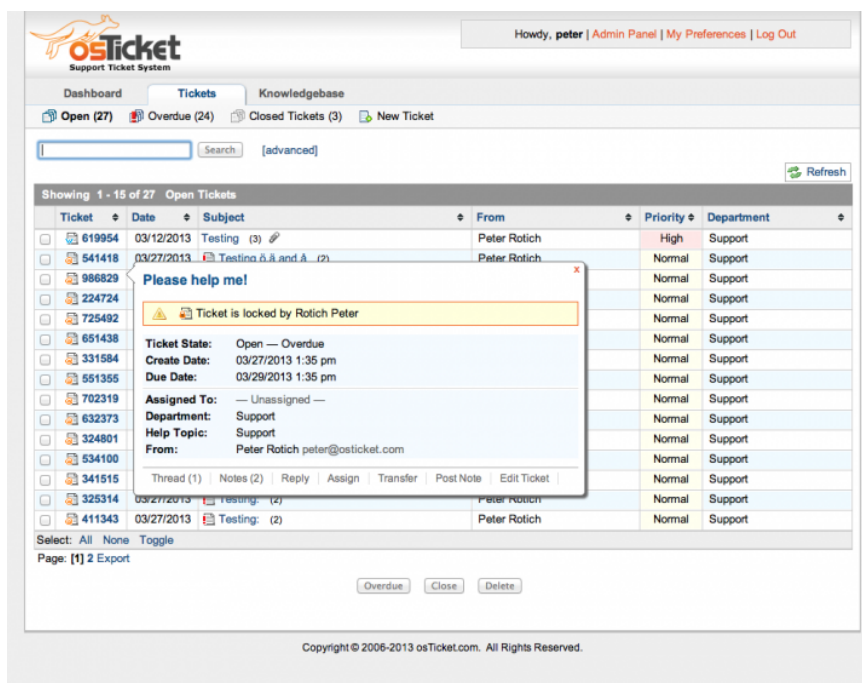 osTicket
Support Ticket System
Howdy, peter | Admin Panel | My Preferences | Log Out
Dashboard Tickets Knowledgebase
Open (27) Overdue (24) Closed Tickets (3) New Ticket
Search [advanced]
Refresh
Showing 1 - 15 of 27 Open Tickets
Ticket Date Subject From Priority Department
619954 03/12/2013 Testing (3) Peter Rotich High Support
541418 03/27/2013 Testing ö,ä and å (2) Peter Rotich Normal Support
986829 Normal Support
224724 Normal Support
725492 Normal Support
651438 Normal Support
331584 Normal Support
551355 Normal Support
702319 Normal Support
632373 Normal Support
324801 Normal Support
534100 Normal Support
341515 Normal Support
325314 03/27/2013 Testing: (2) Peter Rotich Normal Support
411343 03/27/2013 Testing: (2) Peter Rotich Normal Support
Please help me! x
Ticket is locked by Rotich Peter
Ticket State: Open — Overdue
Create Date: 03/27/2013 1:35 pm
Due Date: 03/29/2013 1:35 pm
Assigned To: — Unassigned —
Department: Support
Help Topic: Support
From: Peter Rotich peter@osticket.com
Thread (1) Notes (2) Reply Assign Transfer Post Note Edit Ticket
Select: All None Toggle
Page: [1] 2 Export
Overdue Close Delete
Copyright © 2006-2013 osTicket.com. All Rights Reserved.